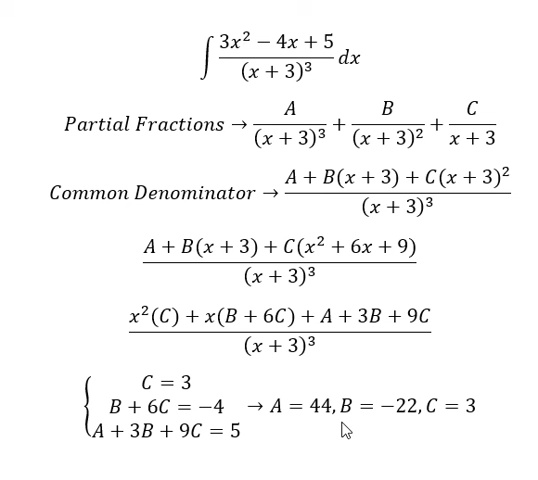 ∫ (3x² − 4x + 5)/(x + 3)³ dx
Partial Fractions → A/(x + 3)³ + B/(x + 3)² + C/(x + 3)
Common Denominator → (A + B(x + 3) + C(x + 3)²)/(x + 3)³
(A + B(x + 3) + C(x² + 6x + 9))/(x + 3)³
(x²(C) + x(B + 6C) + A + 3B + 9C)/(x + 3)³
{ C = 3
B + 6C = −4 → A = 44, B = −22, C = 3
A + 3B + 9C = 5